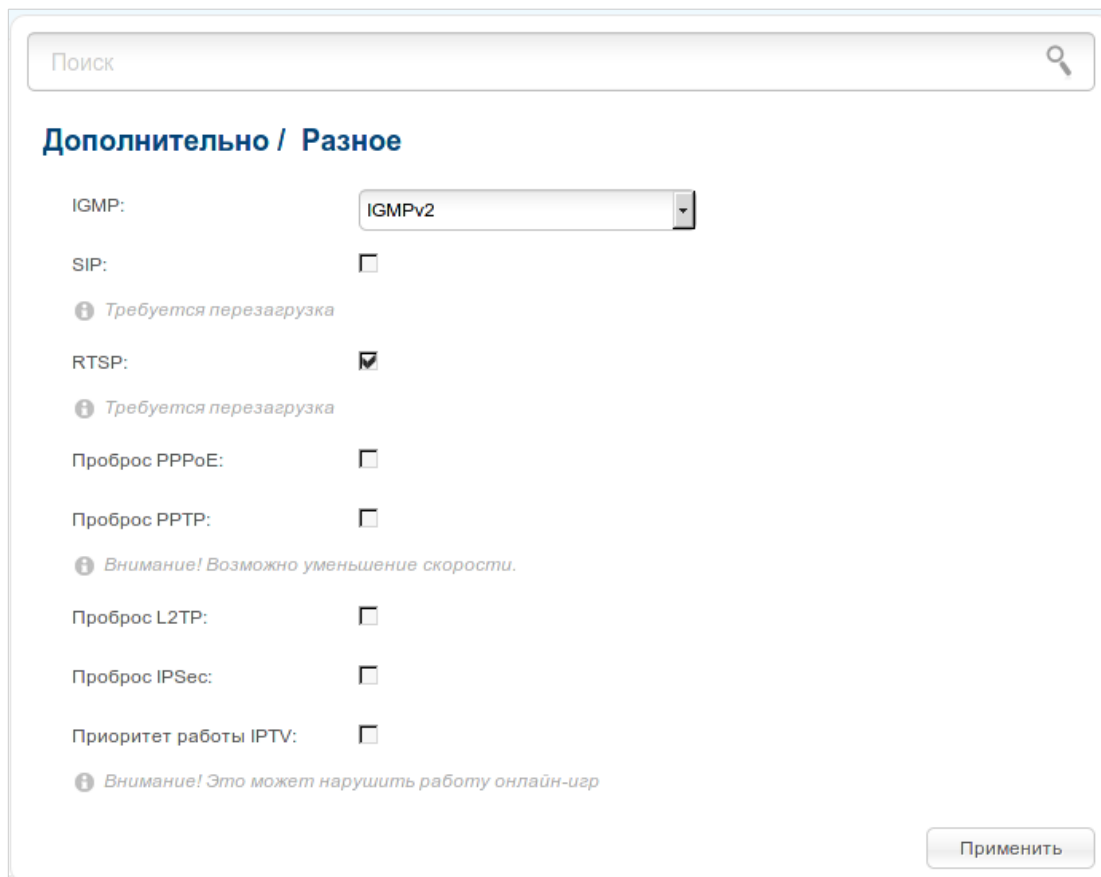 Поиск
Дополнительно / Разное
IGMP: IGMPv2
SIP:
Требуется перезагрузка
RTSP:
Требуется перезагрузка
Проброс PPPoE:
Проброс PPTP:
Внимание! Возможно уменьшение скорости.
Проброс L2TP:
Проброс IPSec:
Приоритет работы IPTV:
Внимание! Это может нарушить работу онлайн-игр
Применить